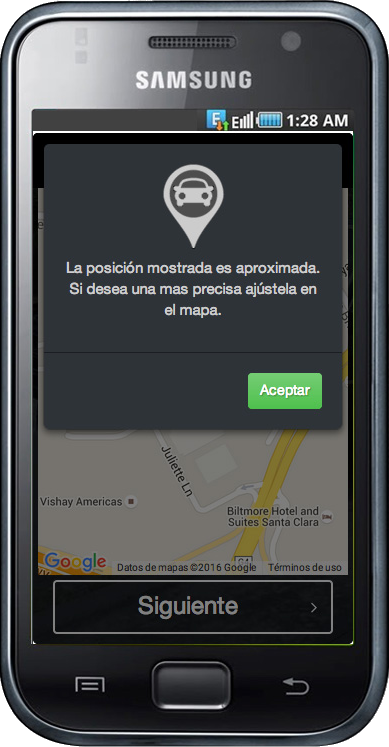 SAMSUNG
E
E
1:28 AM
La posición mostrada es aproximada.
Si desea una mas precisa ajústela en
el mapa.
Aceptar
Juliette Ln
Vishay Americas
Biltmore Hotel and
Suites Santa Clara
CA
Google
Datos de mapas ©2016 Google
Términos de uso
Siguiente